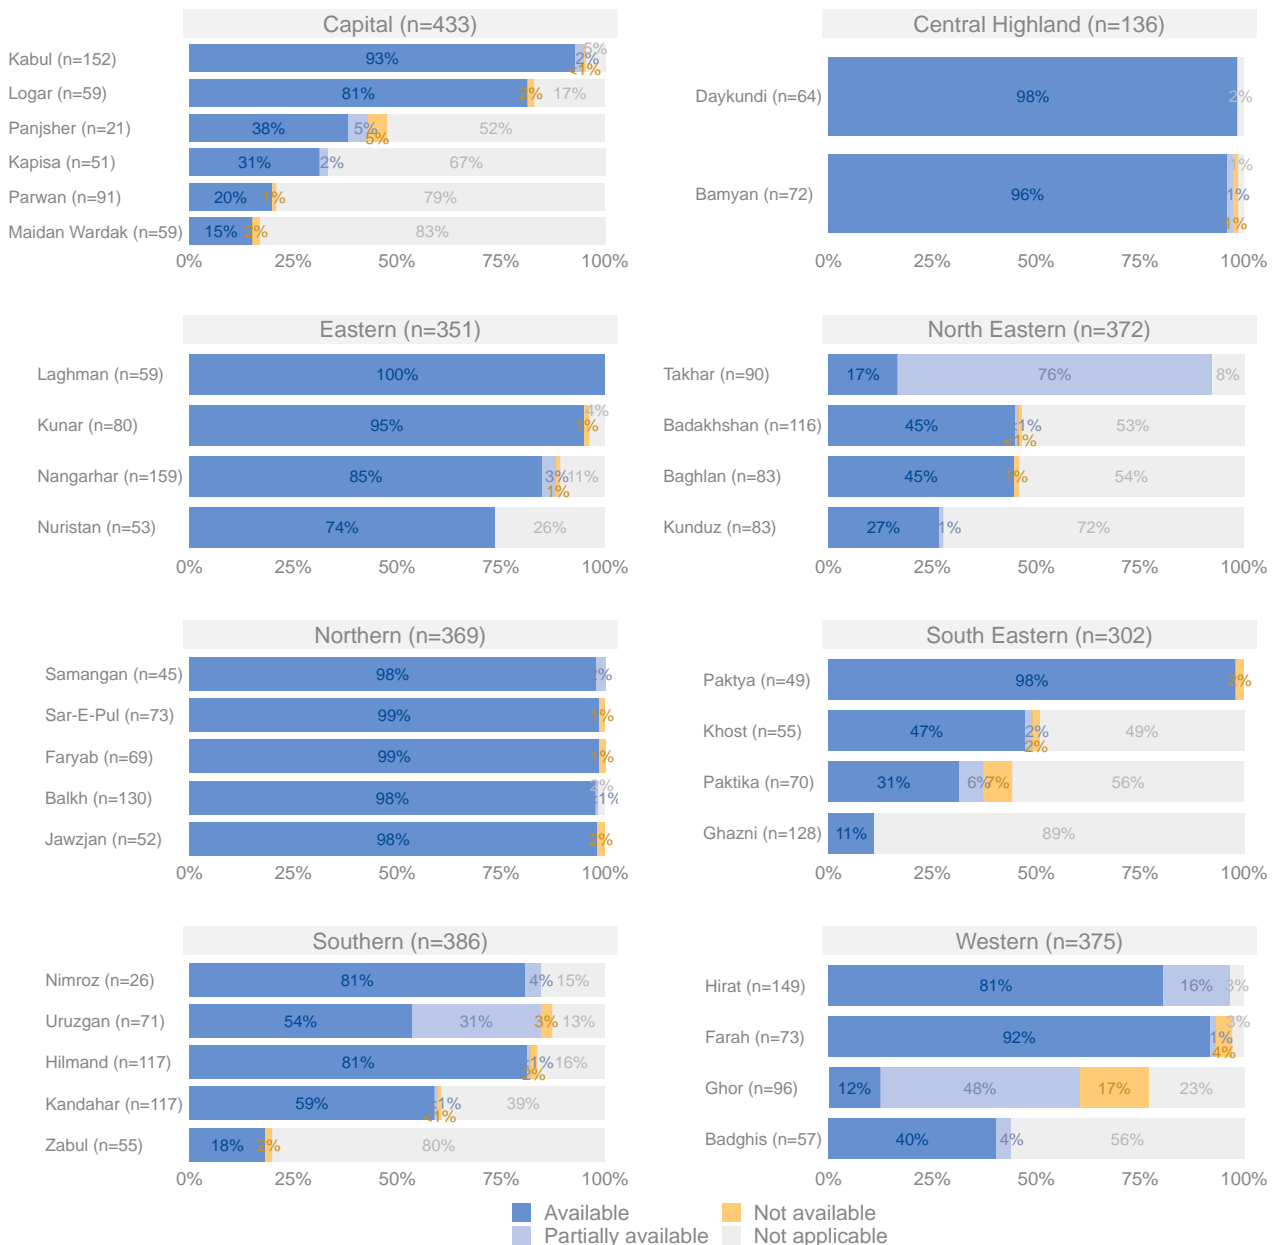 Capital (n=433)
Kabul (n=152) 93% 2% <1% 5%
Logar (n=59) 81% 2% 17%
Panjsher (n=21) 38% 5% 5% 52%
Kapisa (n=51) 31% 2% 67%
Parwan (n=91) 20% 1% 79%
Maidan Wardak (n=59) 15% 2% 83%
0% 25% 50% 75% 100%
Central Highland (n=136)
Daykundi (n=64) 98% 2%
Bamyan (n=72) 96% 1% 1% 1%
0% 25% 50% 75% 100%
Eastern (n=351)
Laghman (n=59) 100%
Kunar (n=80) 95% 1% 4%
Nangarhar (n=159) 85% 3% 1% 11%
Nuristan (n=53) 74% 26%
0% 25% 50% 75% 100%
North Eastern (n=372)
Takhar (n=90) 17% 76% 8%
Badakhshan (n=116) 45% <1% <1% 53%
Baghlan (n=83) 45% 1% 54%
Kunduz (n=83) 27% 1% 72%
0% 25% 50% 75% 100%
Northern (n=369)
Samangan (n=45) 98% 2%
Sar-E-Pul (n=73) 99% 1%
Faryab (n=69) 99% 1%
Balkh (n=130) 98% <1% 2%
Jawzjan (n=52) 98% 2%
0% 25% 50% 75% 100%
South Eastern (n=302)
Paktya (n=49) 98% 2%
Khost (n=55) 47% 2% 2% 49%
Paktika (n=70) 31% 6% 7% 56%
Ghazni (n=128) 11% 89%
0% 25% 50% 75% 100%
Southern (n=386)
Nimroz (n=26) 81% 4% 15%
Uruzgan (n=71) 54% 31% 3% 13%
Hilmand (n=117) 81% <1% 2% 16%
Kandahar (n=117) 59% <1% <1% 39%
Zabul (n=55) 18% 2% 80%
0% 25% 50% 75% 100%
Western (n=375)
Hirat (n=149) 81% 16% 3%
Farah (n=73) 92% 1% 4% 3%
Ghor (n=96) 12% 48% 17% 23%
Badghis (n=57) 40% 4% 56%
0% 25% 50% 75% 100%
Available
Partially available
Not available
Not applicable